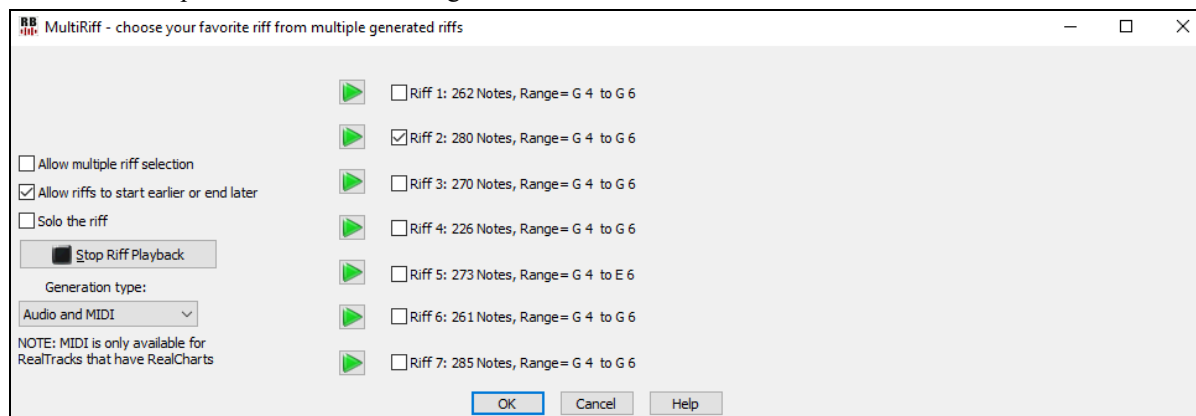 RB MultiRiff - choose your favorite riff from multiple generated riffs
Riff 1: 262 Notes, Range= G 4 to G 6
Riff 2: 280 Notes, Range= G 4 to G 6
Allow multiple riff selection
Riff 3: 270 Notes, Range= G 4 to G 6
Allow riffs to start earlier or end later
Solo the riff
Riff 4: 226 Notes, Range= G 4 to G 6
Stop Riff Playback
Riff 5: 273 Notes, Range= G 4 to E 6
Generation type:
Audio and MIDI
Riff 6: 261 Notes, Range= G 4 to G 6
NOTE: MIDI is only available for
RealTracks that have RealCharts
Riff 7: 285 Notes, Range= G 4 to G 6
OK Cancel Help